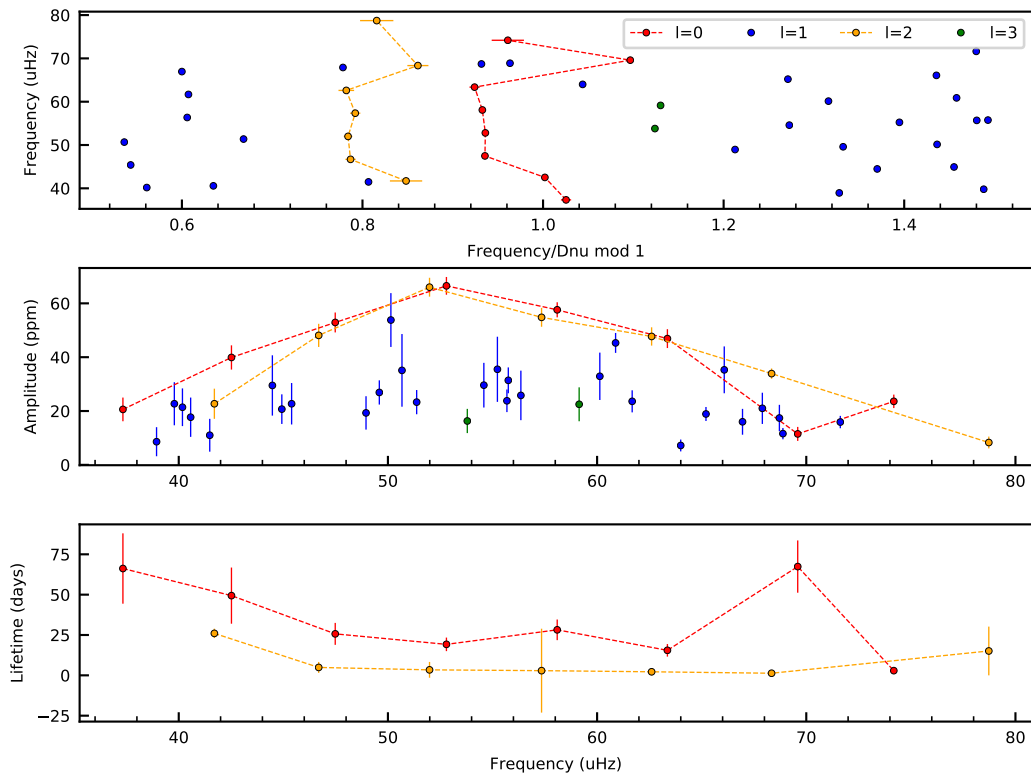 80
70
60
50
40
Frequency (uHz)
l=0 l=1 l=2 l=3
0.6 0.8 1.0 1.2 1.4
Frequency/Dnu mod 1
60
40
20
0
Amplitude (ppm)
40 50 60 70 80
75
50
25
0
−25
Lifetime (days)
40 50 60 70 80
Frequency (uHz)